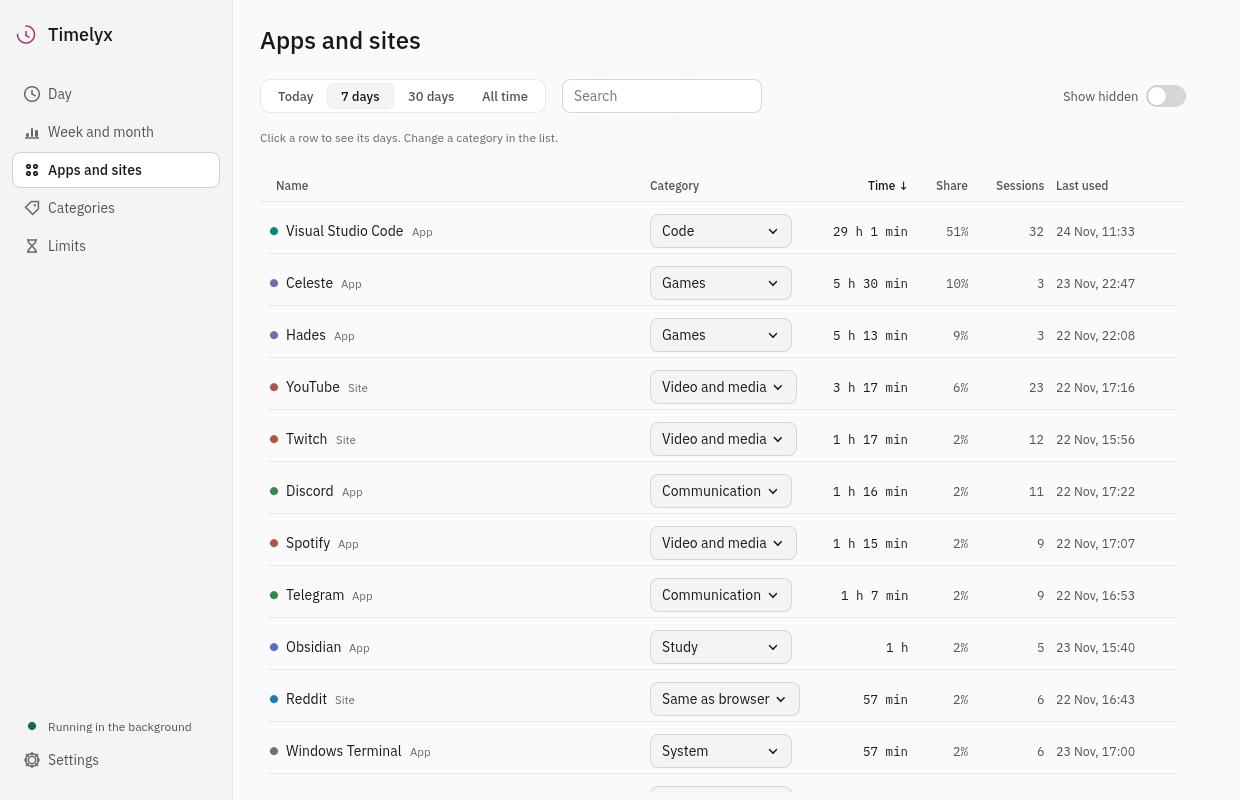 Timelyx
Day
Week and month
Apps and sites
Categories
Limits
Running in the background
Settings
Apps and sites
Today 7 days 30 days All time Search Show hidden
Click a row to see its days. Change a category in the list.
Name Category Time ↓ Share Sessions Last used
Visual Studio Code App Code 29 h 1 min 51% 32 24 Nov, 11:33
Celeste App Games 5 h 30 min 10% 3 23 Nov, 22:47
Hades App Games 5 h 13 min 9% 3 22 Nov, 22:08
YouTube Site Video and media 3 h 17 min 6% 23 22 Nov, 17:16
Twitch Site Video and media 1 h 17 min 2% 12 22 Nov, 15:56
Discord App Communication 1 h 16 min 2% 11 22 Nov, 17:22
Spotify App Video and media 1 h 15 min 2% 9 22 Nov, 17:07
Telegram App Communication 1 h 7 min 2% 9 22 Nov, 16:53
Obsidian App Study 1 h 2% 5 23 Nov, 15:40
Reddit Site Same as browser 57 min 2% 6 22 Nov, 16:43
Windows Terminal App System 57 min 2% 6 23 Nov, 17:00